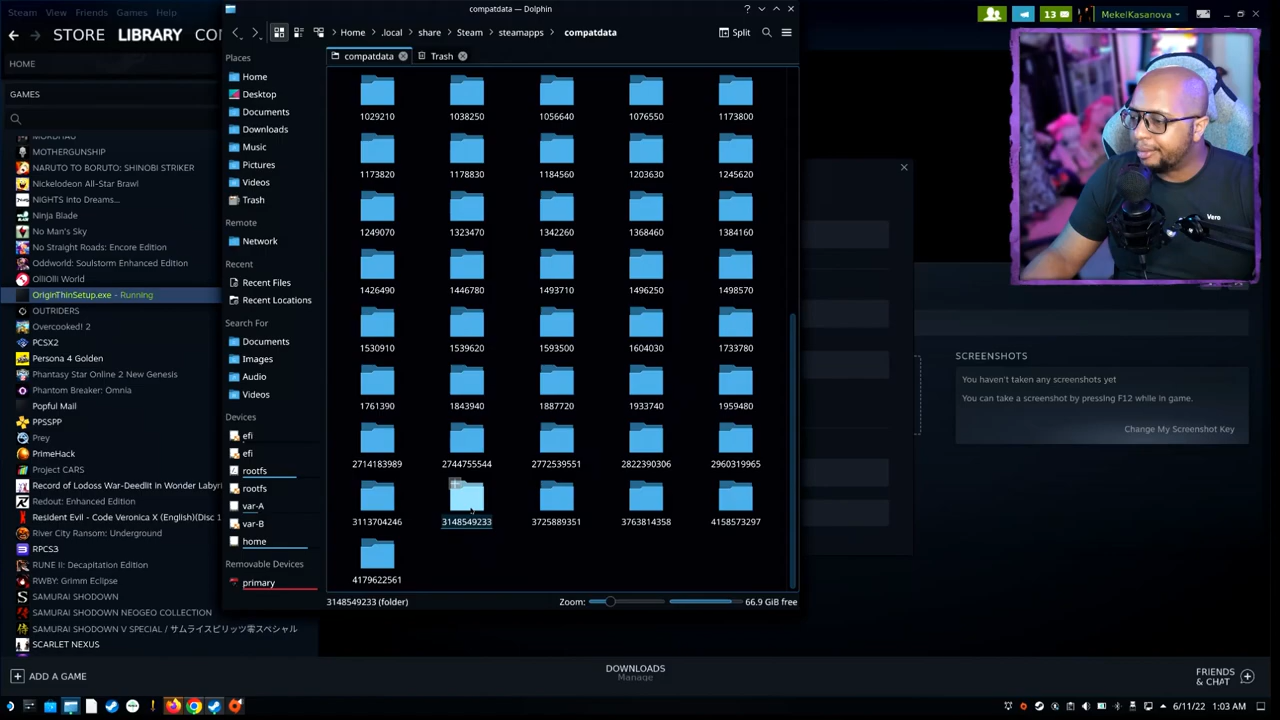 Steam View Friends Games Help
STORE LIBRARY CO
HOME
GAMES
MOTHERGUNSHIP
NARUTO TO BORUTO: SHINOBI STRIKER
Nickelodeon All-Star Brawl
NiGHTS Into Dreams...
Ninja Blade
No Man's Sky
No Straight Roads: Encore Edition
Oddworld: Soulstorm Enhanced Edition
OlliOlli World
OriginThinSetup.exe - Running
OUTRIDERS
Overcooked! 2
PCSX2
Persona 4 Golden
Phantasy Star Online 2 New Genesis
Phantom Breaker: Omnia
Popful Mail
PPSSPP
Prey
PrimeHack
Project CARS
Record of Lodoss War-Deedlit in Wonder Labyri
Redout: Enhanced Edition
Resident Evil - Code Veronica X (English)(Disc 1
River City Ransom: Underground
RPCS3
RUNE II: Decapitation Edition
RWBY: Grimm Eclipse
SAMURAI SHODOWN
SAMURAI SHODOWN NEOGEO COLLECTION
SAMURAI SHODOWN V SPECIAL / サムライスピリッツ零スペシャル
SCARLET NEXUS
ADD A GAME
compatdata — Dolphin
Home .local share Steam steamapps compatdata
Split
Places
Home
Desktop
Documents
Downloads
Music
Pictures
Videos
Trash
Remote
Network
Recent
Recent Files
Recent Locations
Search For
Documents
Images
Audio
Videos
Devices
efi
efi
rootfs
rootfs
var-A
var-B
home
Removable Devices
primary
compatdata Trash
1029210 1038250 1056640 1076550 1173800
1173820 1178830 1184560 1203630 1245620
1249070 1323470 1342260 1368460 1384160
1426490 1446780 1493710 1496250 1498570
1530910 1539620 1593500 1604030 1733780
1761390 1843940 1887720 1933740 1959480
2714183989 2744755544 2772539551 2822390306 2960319965
3113704246 3148549233 3725889351 3763814358 4158573297
4179622561
3148549233 (folder)
Zoom:
66.9 GiB free
13
MekelKasanova
Vero
SCREENSHOTS
You haven't taken any screenshots yet
You can take a screenshot by pressing F12 while in game.
Change My Screenshot Key
DOWNLOADS
Manage
FRIENDS
& CHAT
6/11/22 1:03 AM